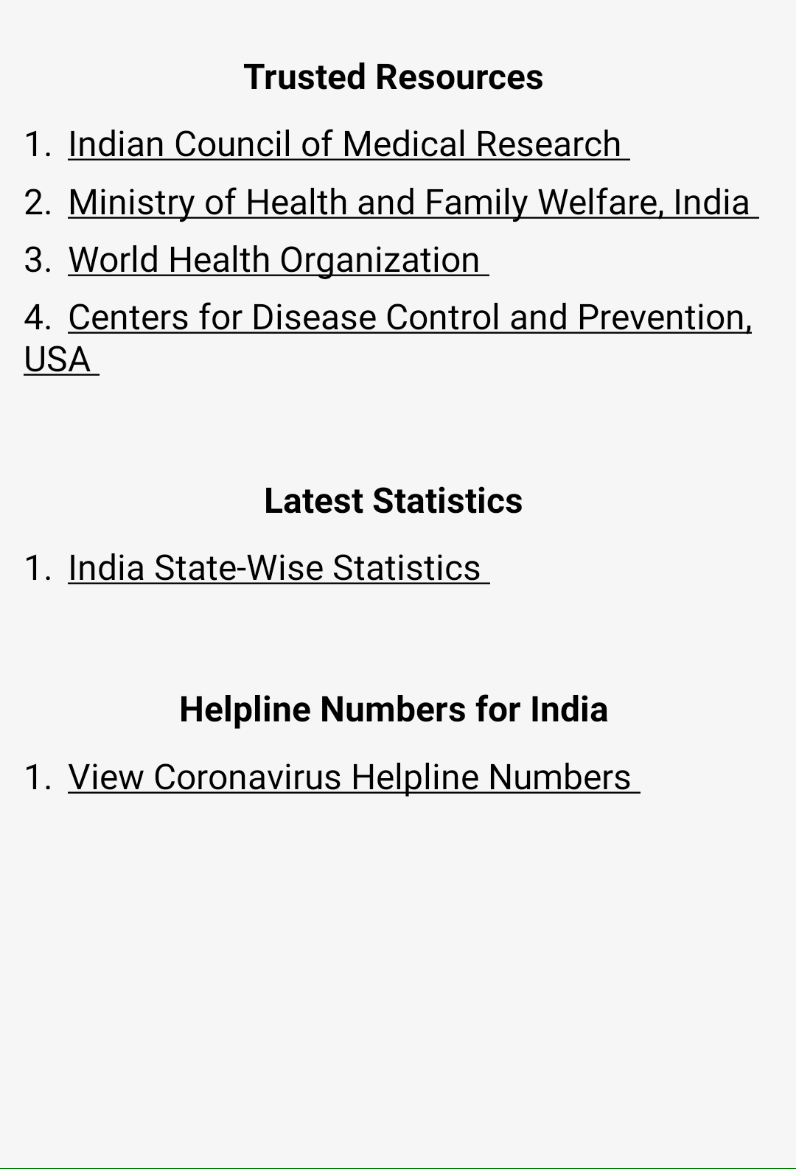 Trusted Resources
1. Indian Council of Medical Research
2. Ministry of Health and Family Welfare, India
3. World Health Organization
4. Centers for Disease Control and Prevention,
USA
Latest Statistics
1. India State-Wise Statistics
Helpline Numbers for India
1. View Coronavirus Helpline Numbers